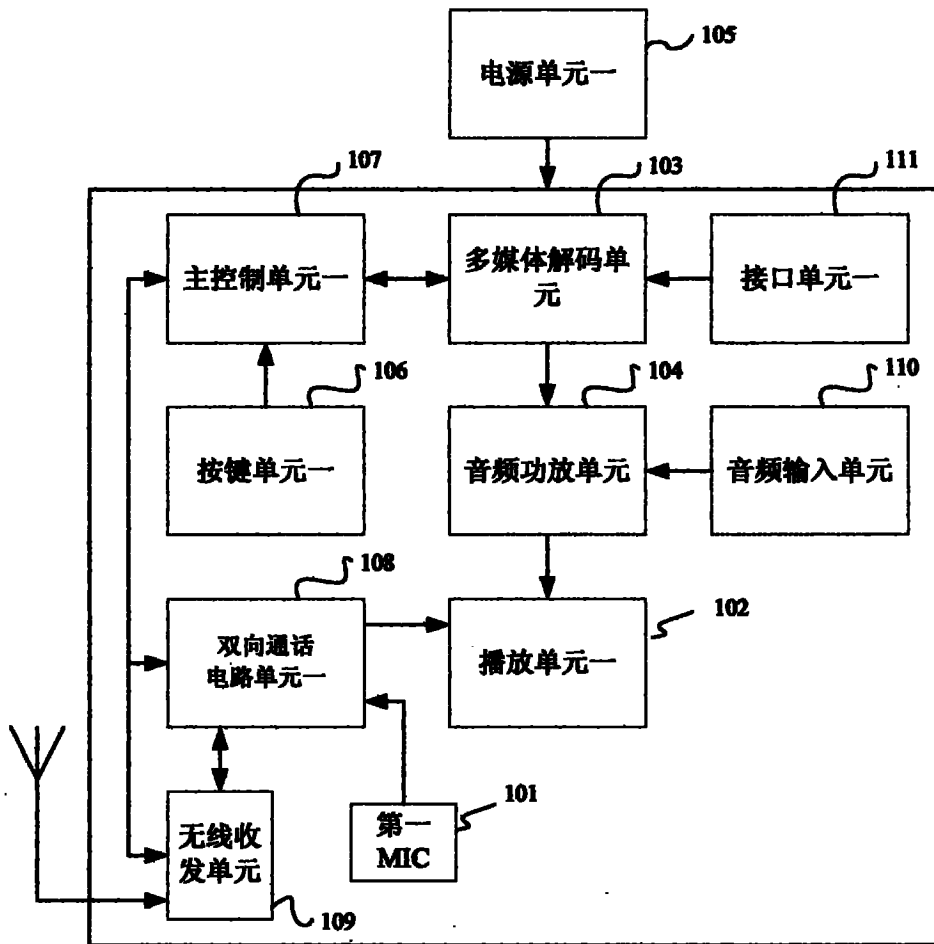 105
电源单元一
107
103
111
主控制单元一
多媒体解码单
元
接口单元一
106
104
110
按键单元一
音频功放单元
音频输入单元
108
102
双向通话
电路单元一
播放单元一
101
第一
MIC
无线收
发单元
109